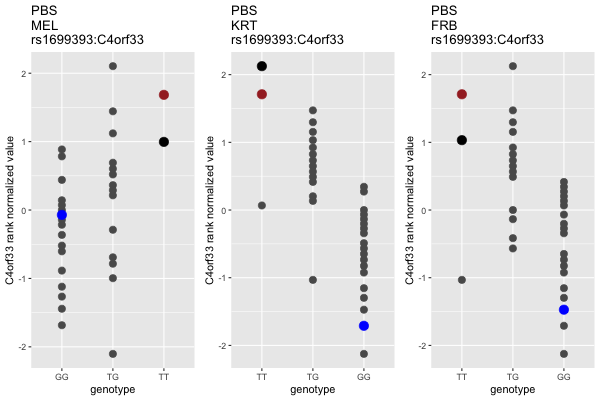 PBS
MEL
rs1699393:C4orf33
C4orf33 rank normalized value
2
1
0
-1
-2
GG
TG
TT
genotype
PBS
KRT
rs1699393:C4orf33
C4orf33 rank normalized value
2
1
0
-1
-2
TT
TG
GG
genotype
PBS
FRB
rs1699393:C4orf33
C4orf33 rank normalized value
2
1
0
-1
-2
TT
TG
GG
genotype